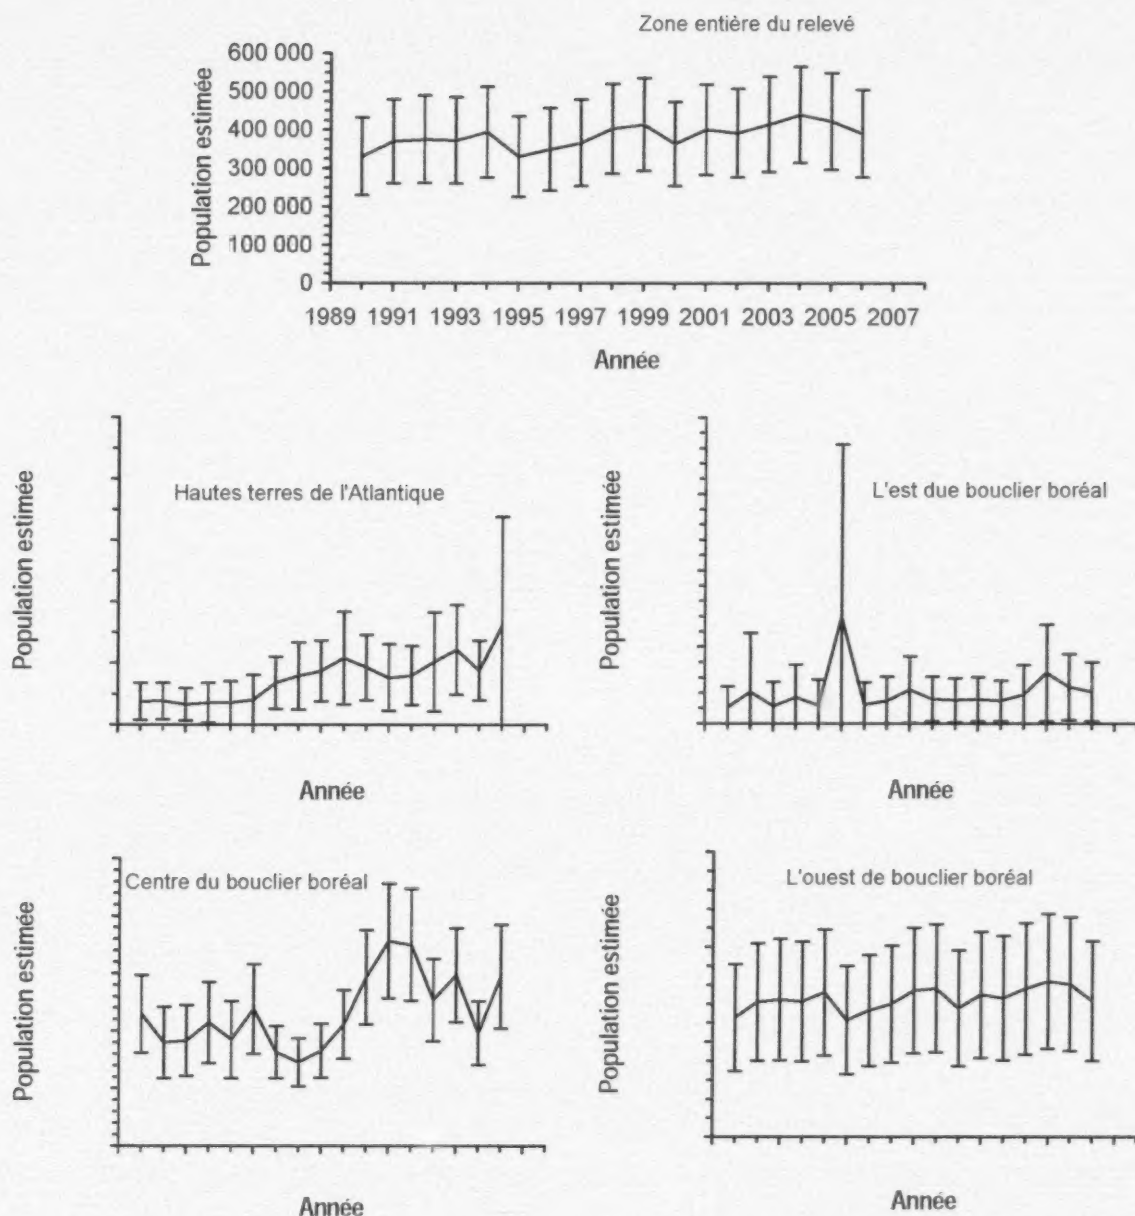 Zone entière du relevé
Population estimée
600 000
500 000
400 000
300 000
200 000
100 000
0
1989 1991 1993 1995 1997 1999 2001 2003 2005 2007
Année
Hautes terres de l'Atlantique
Population estimée
Année
L'est due bouclier boréal
Population estimée
Année
Centre du bouclier boréal
Population estimée
Année
L'ouest de bouclier boréal
Population estimée
Année